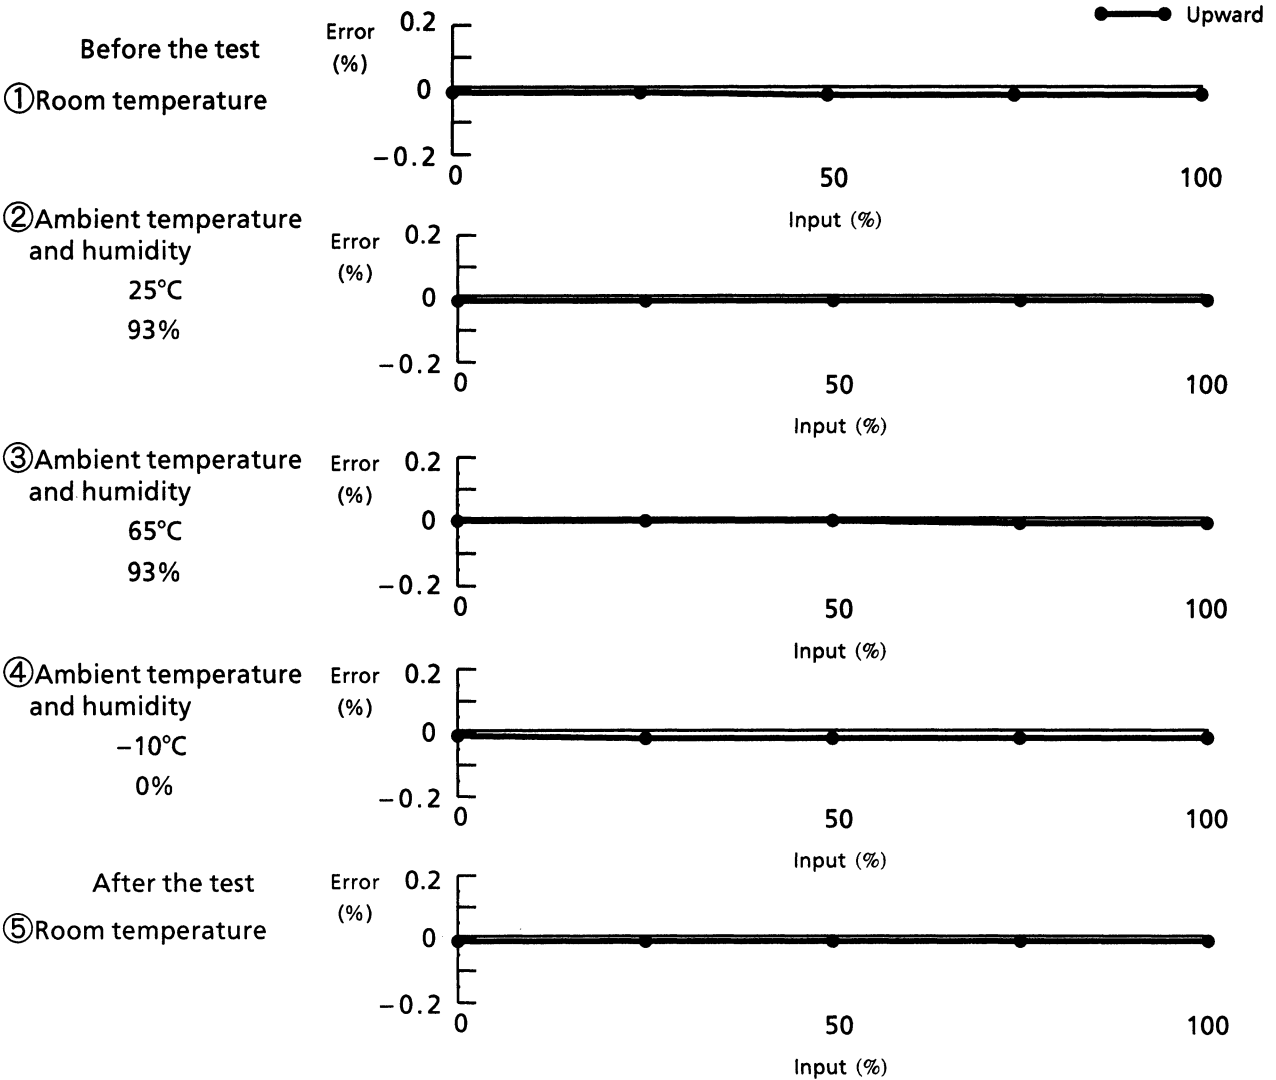 Upward
Before the test
①Room temperature
Error
(%)
0.2
0
−0.2
0 50 100
Input (%)
②Ambient temperature
and humidity
25°C
93%
Error
(%)
0.2
0
−0.2
0 50 100
Input (%)
③Ambient temperature
and humidity
65°C
93%
Error
(%)
0.2
0
−0.2
0 50 100
Input (%)
④Ambient temperature
and humidity
−10°C
0%
Error
(%)
0.2
0
−0.2
0 50 100
Input (%)
After the test
⑤Room temperature
Error
(%)
0.2
0
−0.2
0 50 100
Input (%)